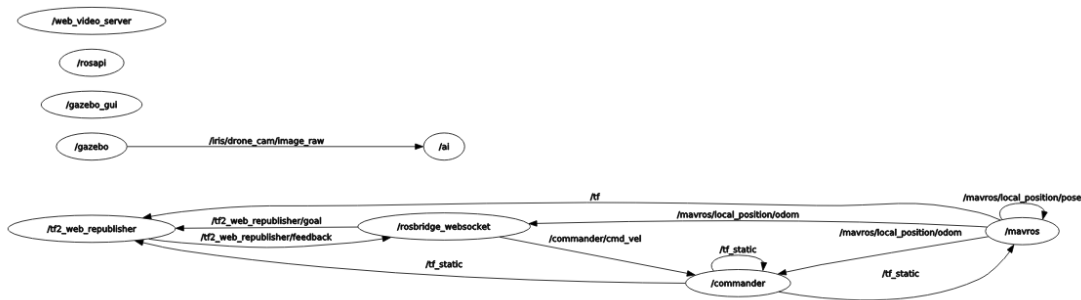 /web_video_server
/rosapi
/gazebo_gui
/gazebo
/iris/drone_cam/image_raw
/ai
/tf
/mavros/local_position/pose
/tf2_web_republisher
/tf2_web_republisher/goal
/tf2_web_republisher/feedback
/rosbridge_websocket
/mavros/local_position/odom
/mavros/local_position/odom
/mavros
/commander/cmd_vel
/tf_static
/tf_static
/tf_static
/commander